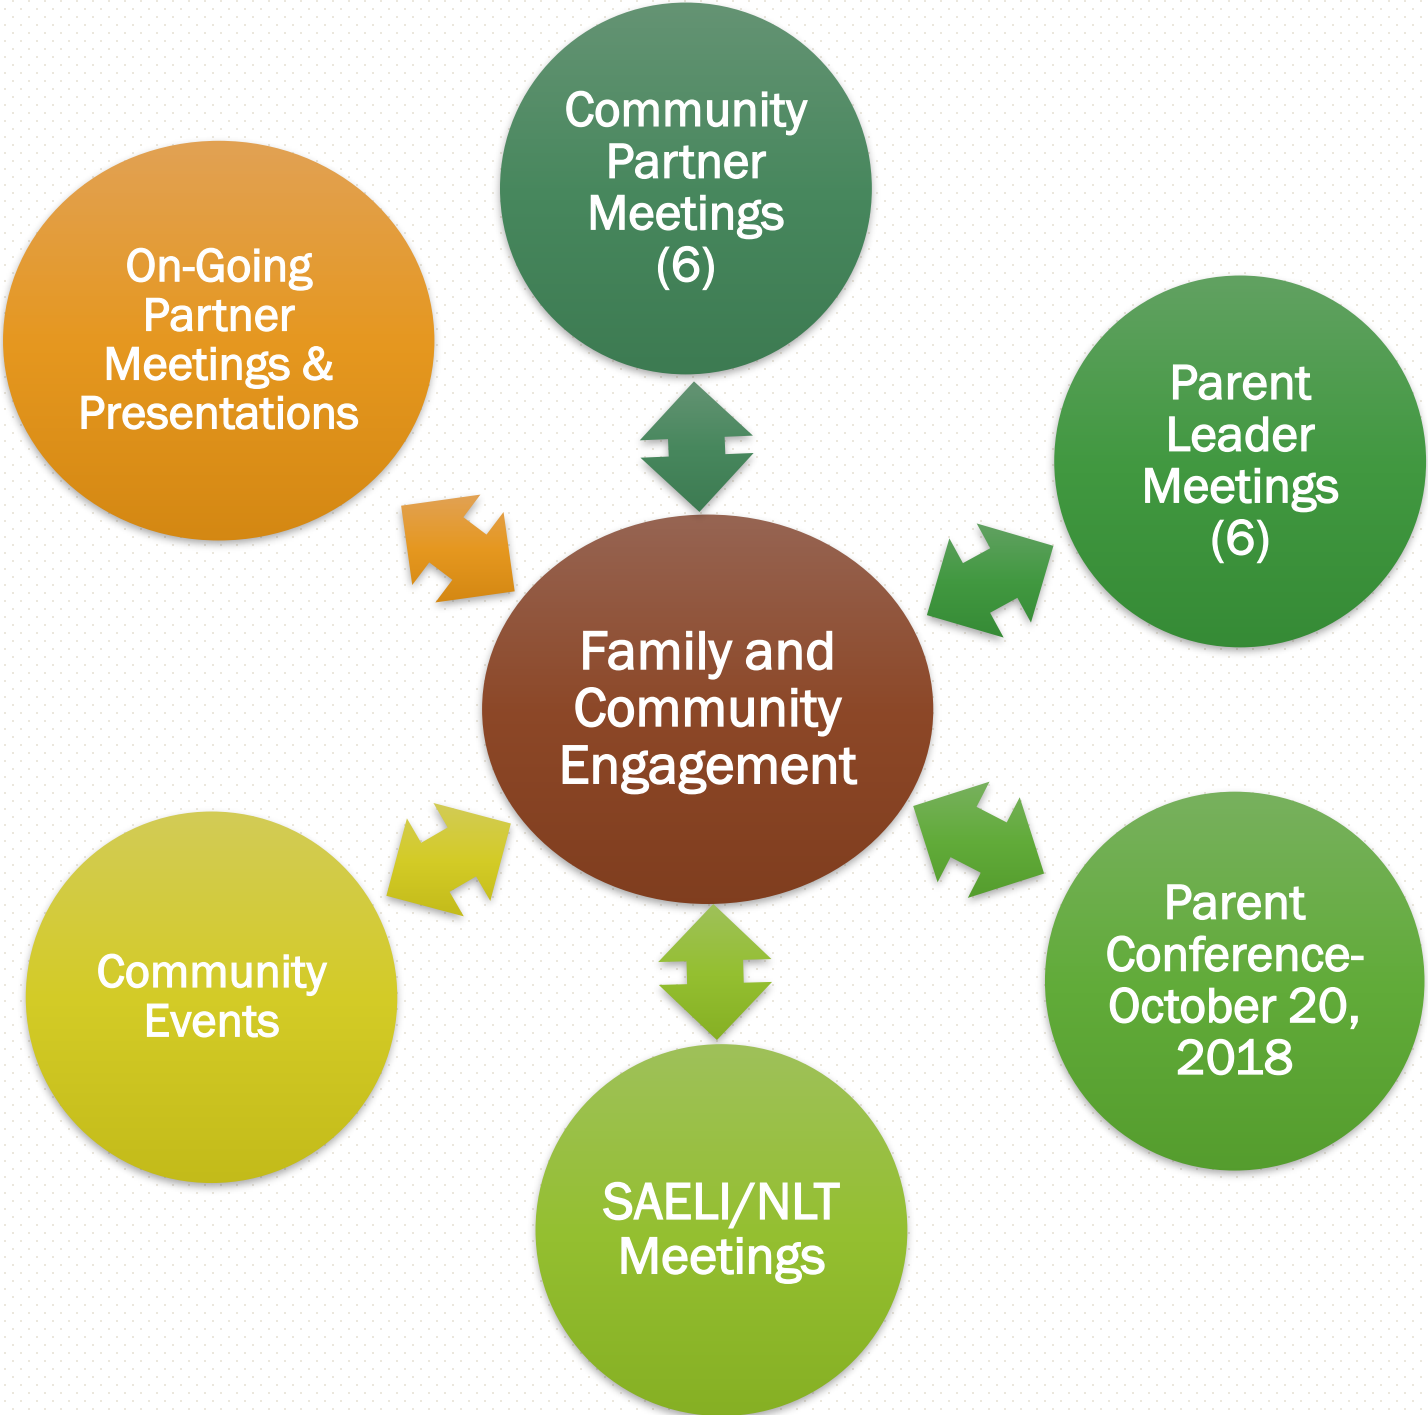 Community
Partner
Meetings
(6)
On-Going
Partner
Meetings &
Presentations
Parent
Leader
Meetings
(6)
Family and
Community
Engagement
Parent
Conference-
October 20,
2018
Community
Events
SAELI/NLT
Meetings